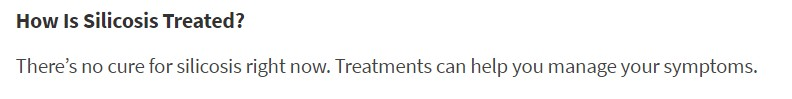 How Is Silicosis Treated?
There’s no cure for silicosis right now. Treatments can help you manage your symptoms.